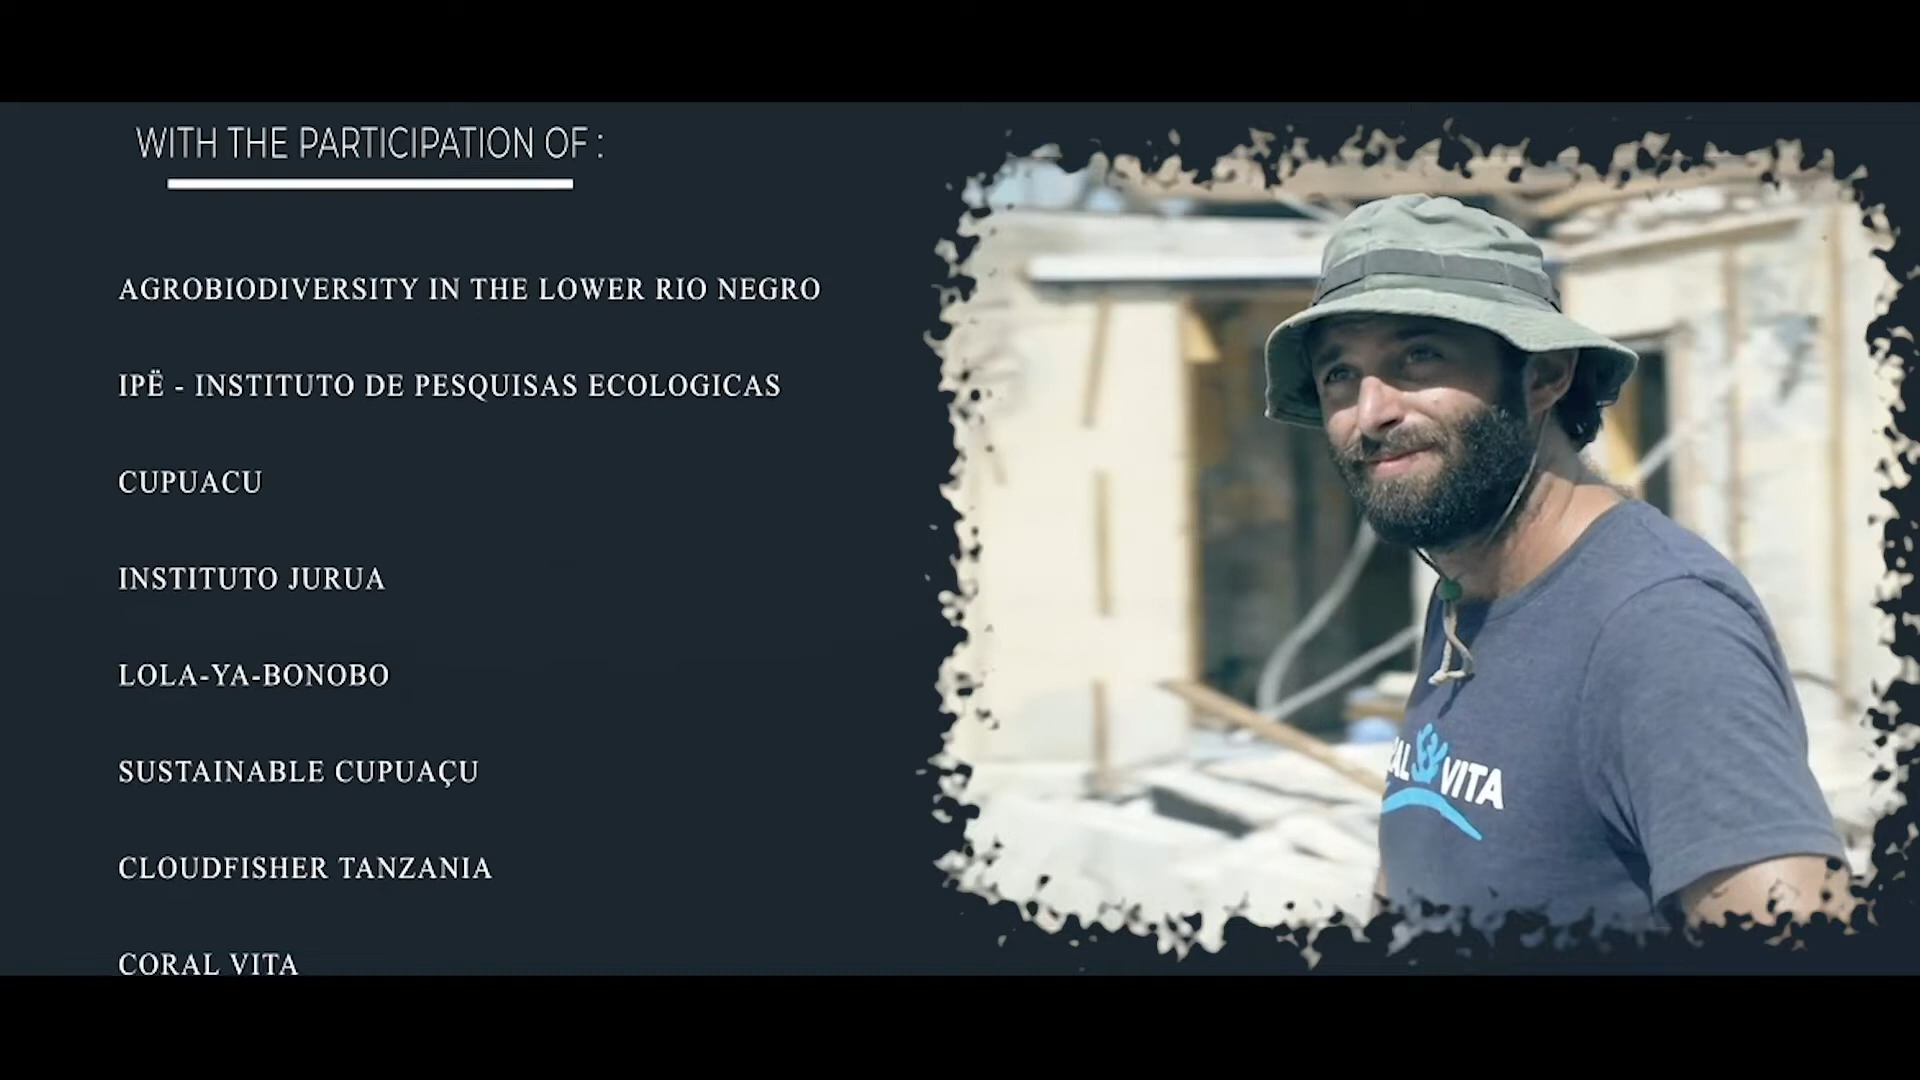 WITH THE PARTICIPATION OF :
AGROBIODIVERSITY IN THE LOWER RIO NEGRO
IPË - INSTITUTO DE PESQUISAS ECOLOGICAS
CUPUACU
INSTITUTO JURUA
LOLA-YA-BONOBO
SUSTAINABLE CUPUAÇU
CLOUDFISHER TANZANIA
CORAL VITA
AL VITA